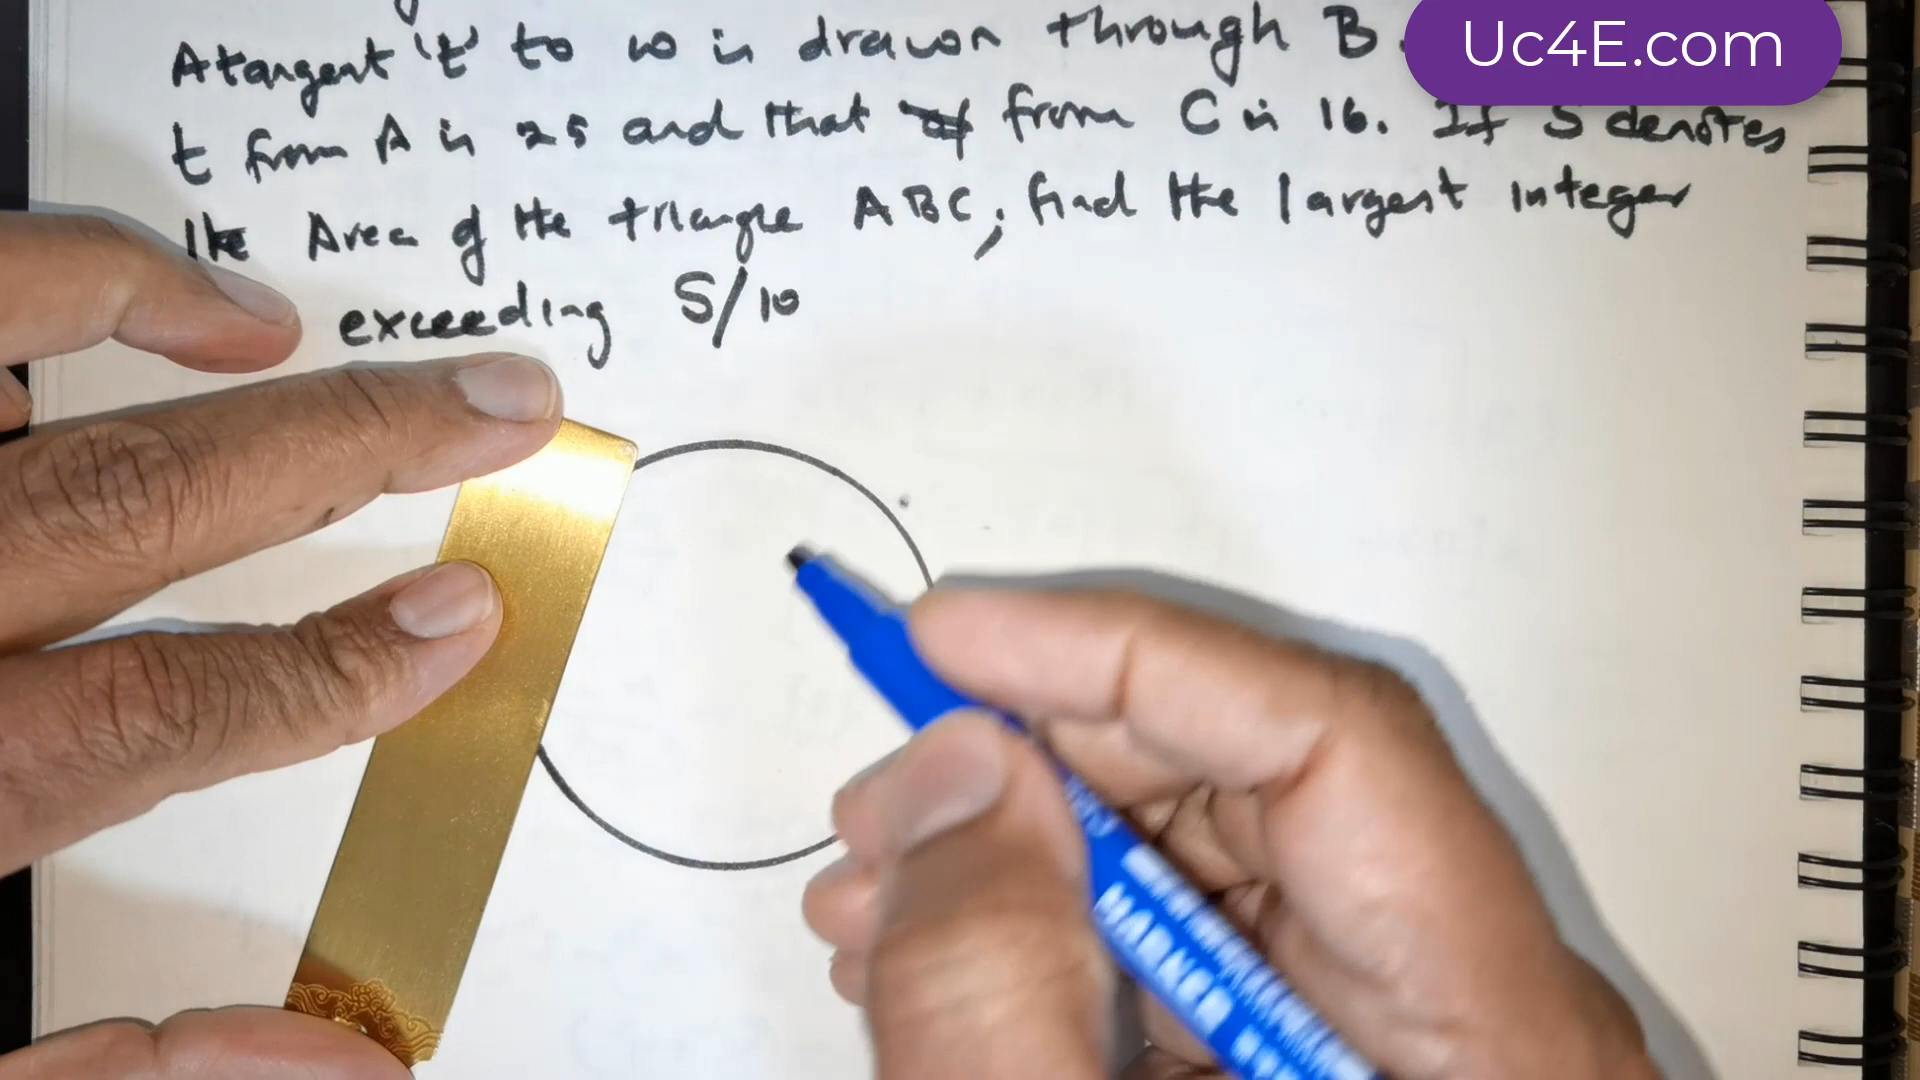 A tangent 't' to ω is drawn through B.
Uc4E.com
t from A is 25 and that from C is 16. If S denotes
the Area of the triangle ABC, find the largest integer
exceeding S/10
MARKER